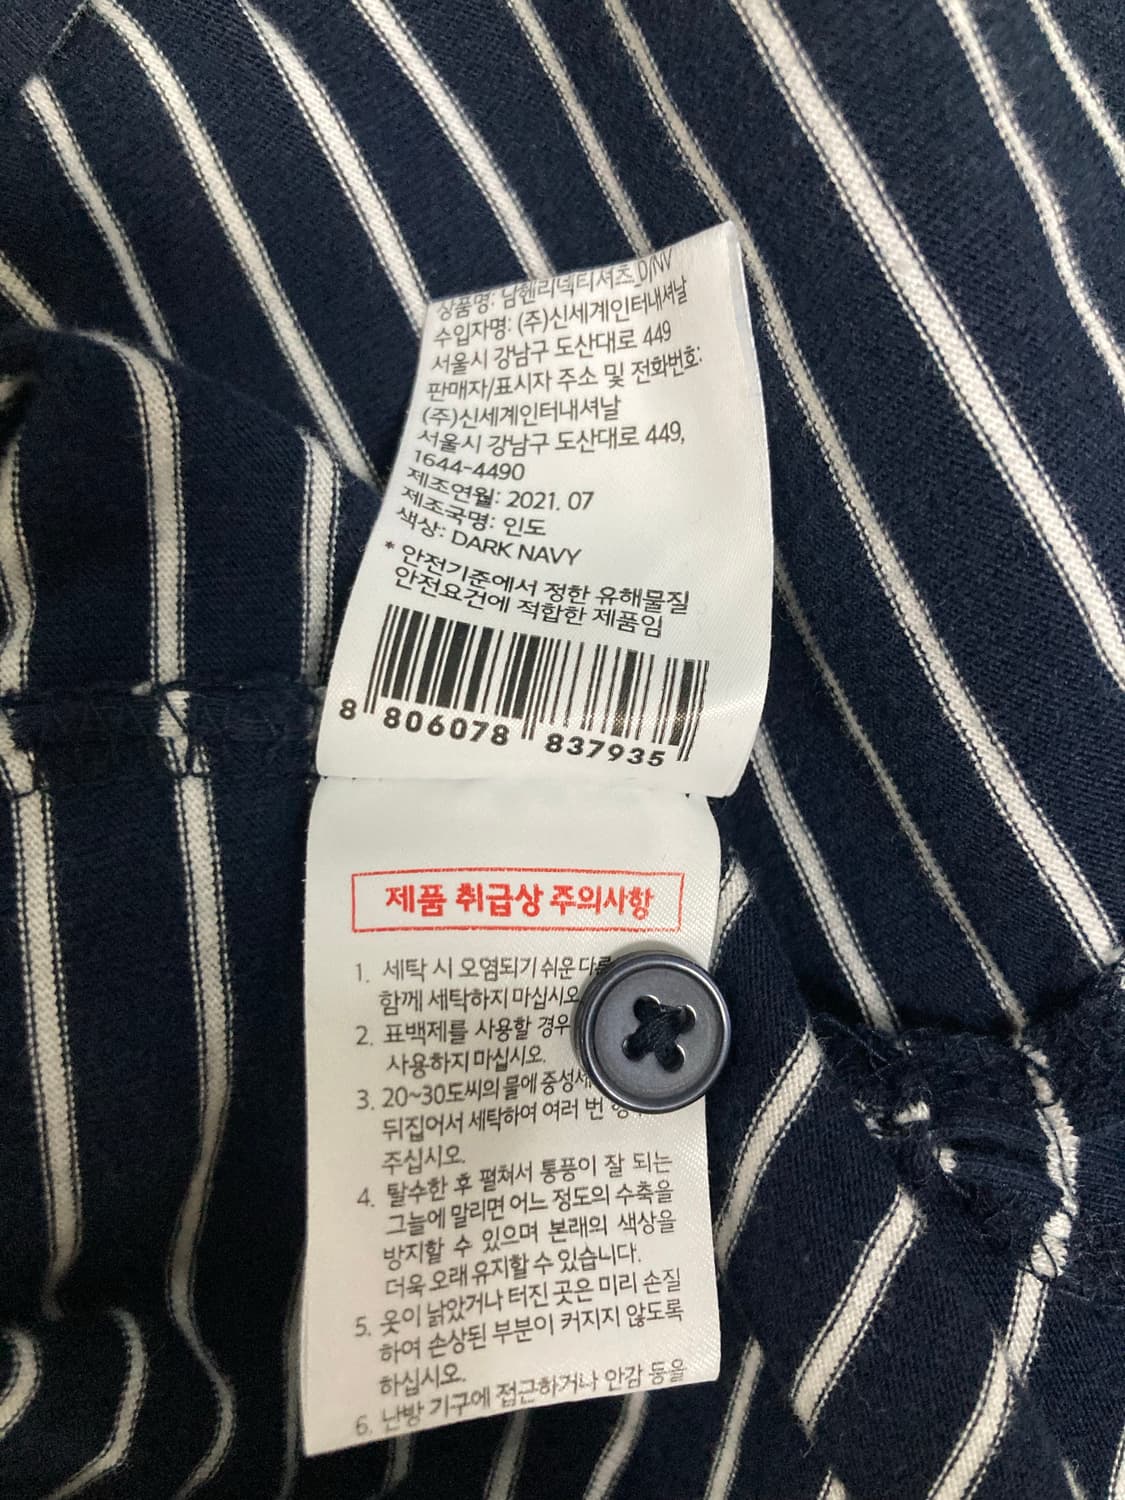 상품명: 남헨리넥티셔츠_D/NV
수입자명: (주)신세계인터내셔날
서울시 강남구 도산대로 449
판매자/표시자 주소 및 전화번호:
(주)신세계인터내셔날
서울시 강남구 도산대로 449,
1644-4490
제조연월: 2021. 07
제조국명: 인도
색상: DARK NAVY
* 안전기준에서 정한 유해물질
안전요건에 적합한 제품임
8 806078 837935
제품 취급상 주의사항
1. 세탁 시 오염되기 쉬운 다른
함께 세탁하지 마십시오
2. 표백제를 사용할 경우
사용하지 마십시오.
3. 20~30도씨의 물에 중성세
뒤집어서 세탁하여 여러 번
주십시오.
4. 탈수한 후 펼쳐서 통풍이 잘 되는
그늘에 말리면 어느 정도의 수축을
방지할 수 있으며 본래의 색상을
더욱 오래 유지할 수 있습니다.
5. 옷이 낡았거나 터진 곳은 미리 손질
하여 손상된 부분이 커지지 않도록
하십시오.
6. 난방 기구에 접근하거나 안감 등을